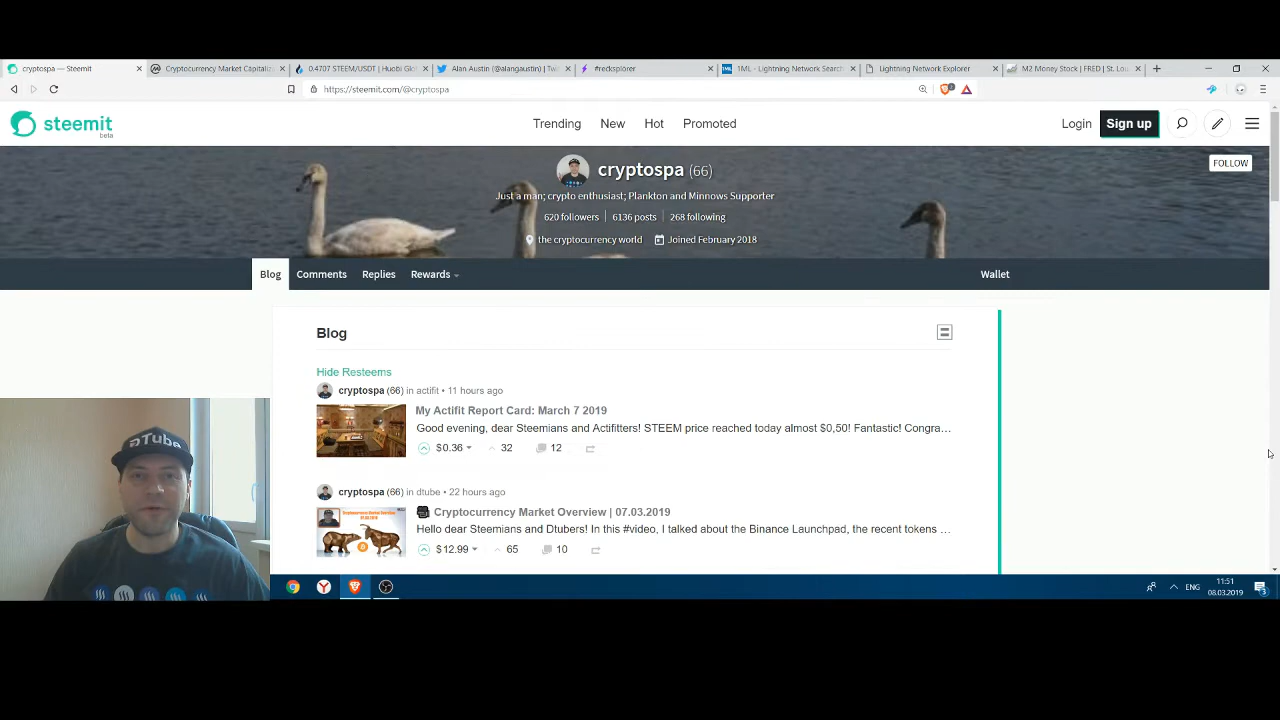 cryptospa — Steemit
Cryptocurrency Market Capitaliz
0.4707 STEEM/USDT | Huobi Glo
Alan Austin (@alangaustin) | Tw
#recksplorer
1ML - Lightning Network Search
Lightning Network Explorer
M2 Money Stock | FRED | St. Lou
https://steemit.com/@cryptospa
steemit
beta
Trending New Hot Promoted
Login Sign up
cryptospa (66)
FOLLOW
Just a man; crypto enthusiast; Plankton and Minnows Supporter
620 followers 6136 posts 268 following
the cryptocurrency world Joined February 2018
Blog Comments Replies Rewards Wallet
Blog
Hide Resteems
cryptospa (66) in actifit • 11 hours ago
My Actifit Report Card: March 7 2019
Good evening, dear Steemians and Actifitters! STEEM price reached today almost $0,50! Fantastic! Congra…
$0.36 32 12
cryptospa (66) in dtube • 22 hours ago
Cryptocurrency Market Overview | 07.03.2019
Hello dear Steemians and Dtubers! In this #video, I talked about the Binance Launchpad, the recent tokens ...
$12.99 65 10
DTube
ENG
11:51
08.03.2019